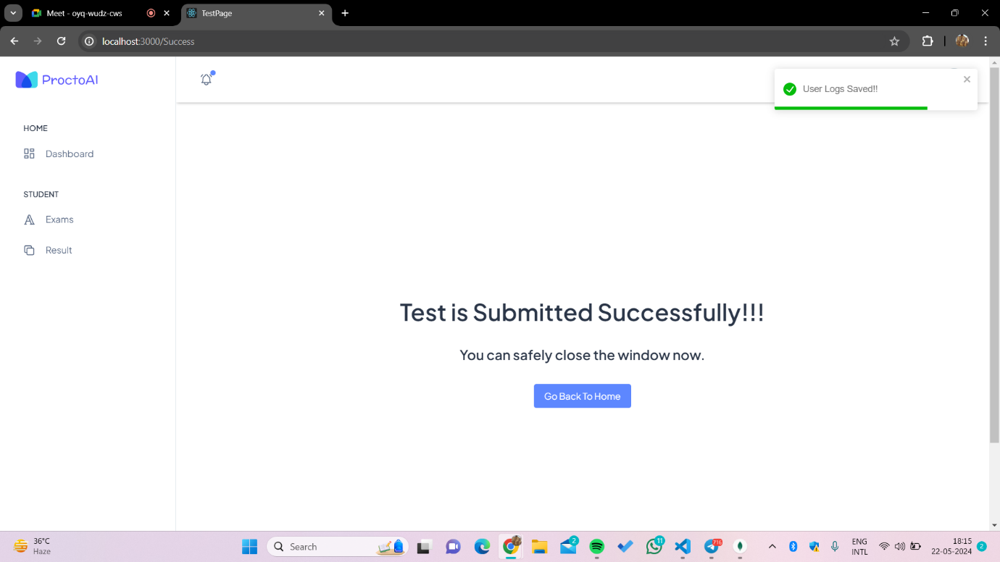 Meet - oyq-wudz-cws
TestPage
localhost:3000/Success
ProctoAI
User Logs Saved!!
HOME
Dashboard
STUDENT
Exams
Result
Test is Submitted Successfully!!!
You can safely close the window now.
Go Back To Home
36°C
Haze
Search
2
11
716
ENG
INTL
18:15
22-05-2024
2